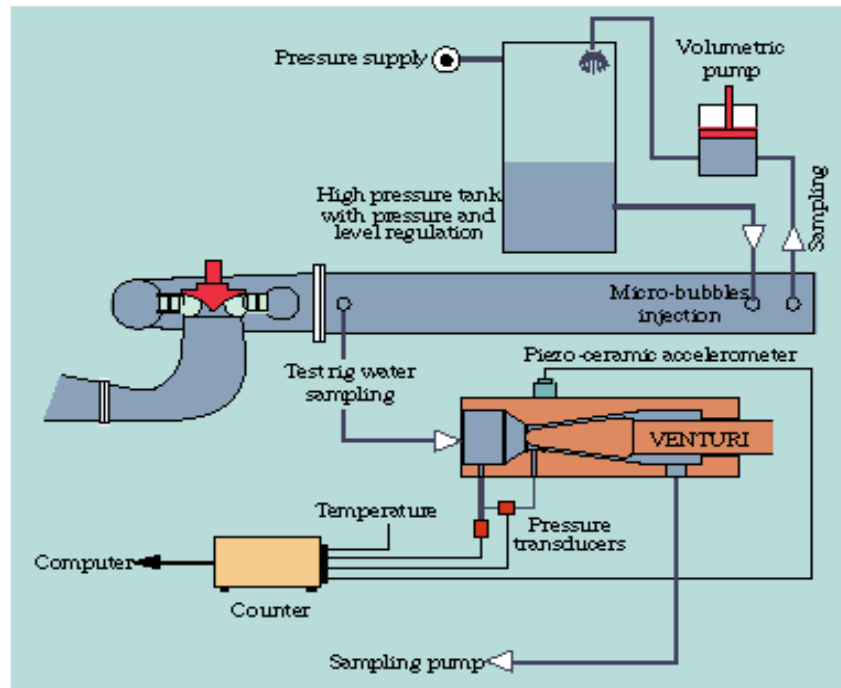 Volumetric
pump
Pressure supply
High pressure tank
with pressure and
level regulation
Sampling
Micro-bubbles
injection
Test rig water
sampling
Piezo-ceramic accelerometer
VENTURI
Temperature
Pressure
transducers
Computer
Counter
Sampling pump